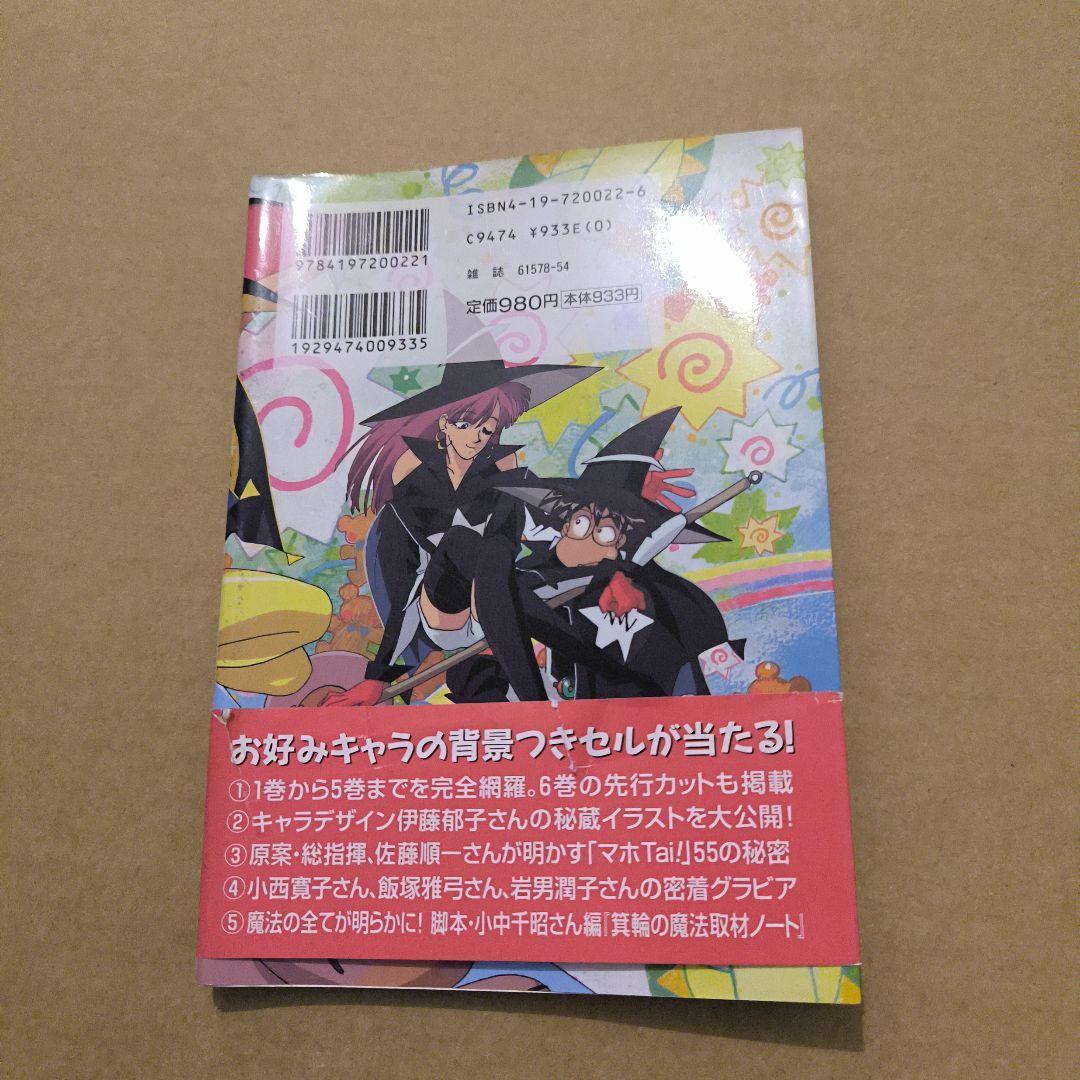 ISBN4-19-720022-6
C9474 ¥933E(0)
9784197200221
雑誌 61578-54
定価980円 本体933円
1929474009335
お好みキャラの背景つきセルが当たる!
①1巻から5巻までを完全網羅。6巻の先行カットも掲載
②キャラデザイン伊藤郁子さんの秘蔵イラストを大公開!
③原案・総指揮、佐藤順一さんが明かす「マホTai!」55の秘密
④小西寛子さん、飯塚雅弓さん、岩男潤子さんの密着グラビア
⑤魔法の全てが明らかに! 脚本・小中千昭さん編『箕輪の魔法取材ノート』